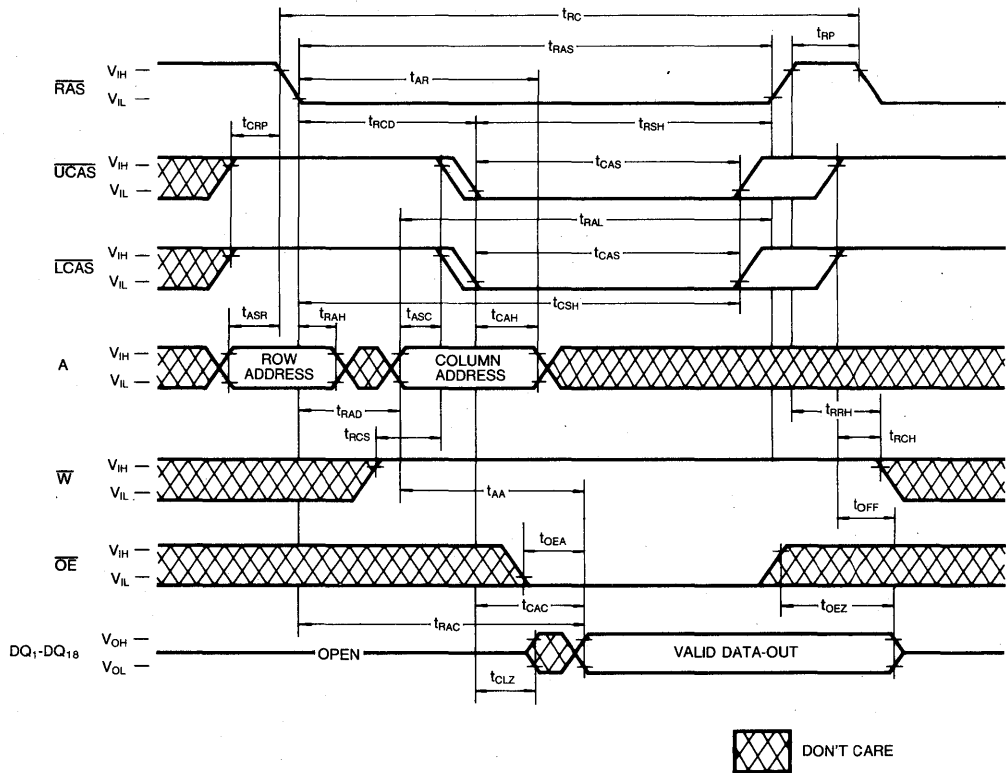 tRC
tRP
tRAS
tAR
RAS
VIH
VIL
tCRP
tRCD
tRSH
UCAS
VIH
VIL
tCAS
tRAL
LCAS
VIH
VIL
tCAS
tCSH
tASR
tRAH
tASC
tCAH
A
VIH
VIL
ROW
ADDRESS
COLUMN
ADDRESS
tRAD
tRRH
tRCS
tRCH
W
VIH
VIL
tAA
tOFF
OE
VIH
VIL
tOEA
tCAC
tOEZ
tRAC
DQ1-DQ18
VOH
VOL
OPEN
VALID DATA-OUT
tCLZ
DON'T CARE